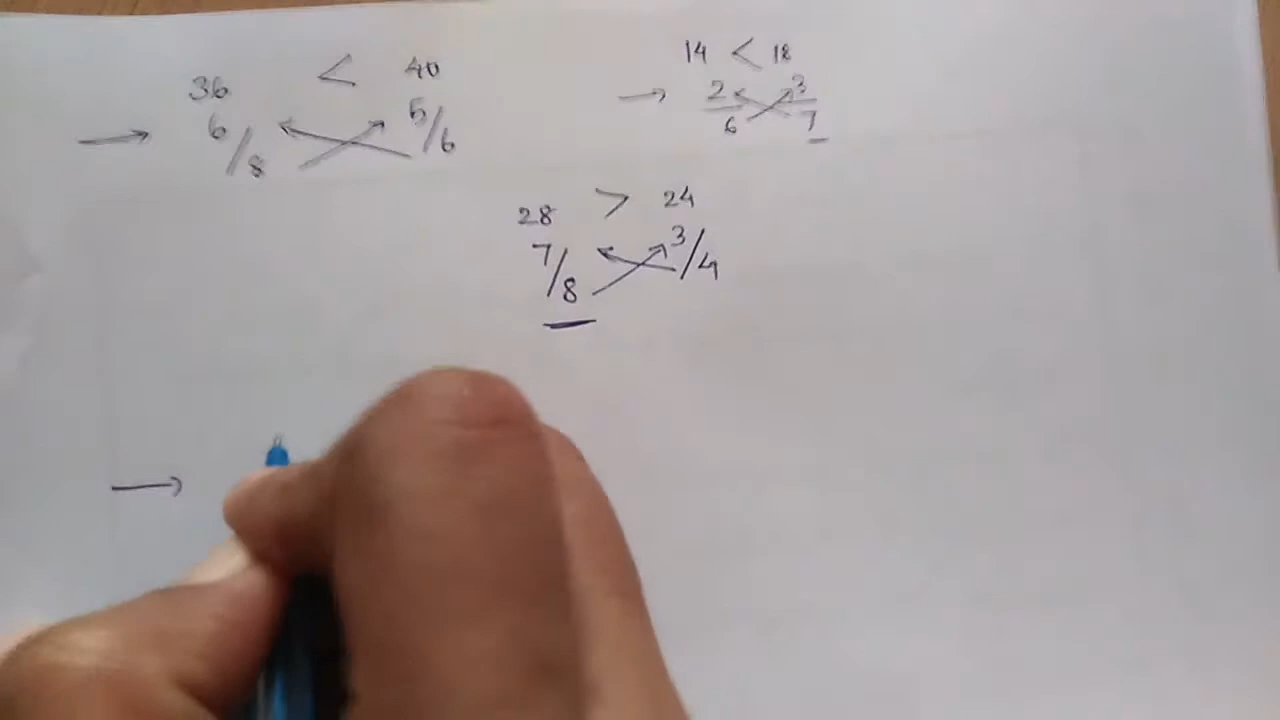 36 < 40
→ 6/8 5/6
14 < 18
→ 2/6 3/7
28 > 24
7/8 3/4
→